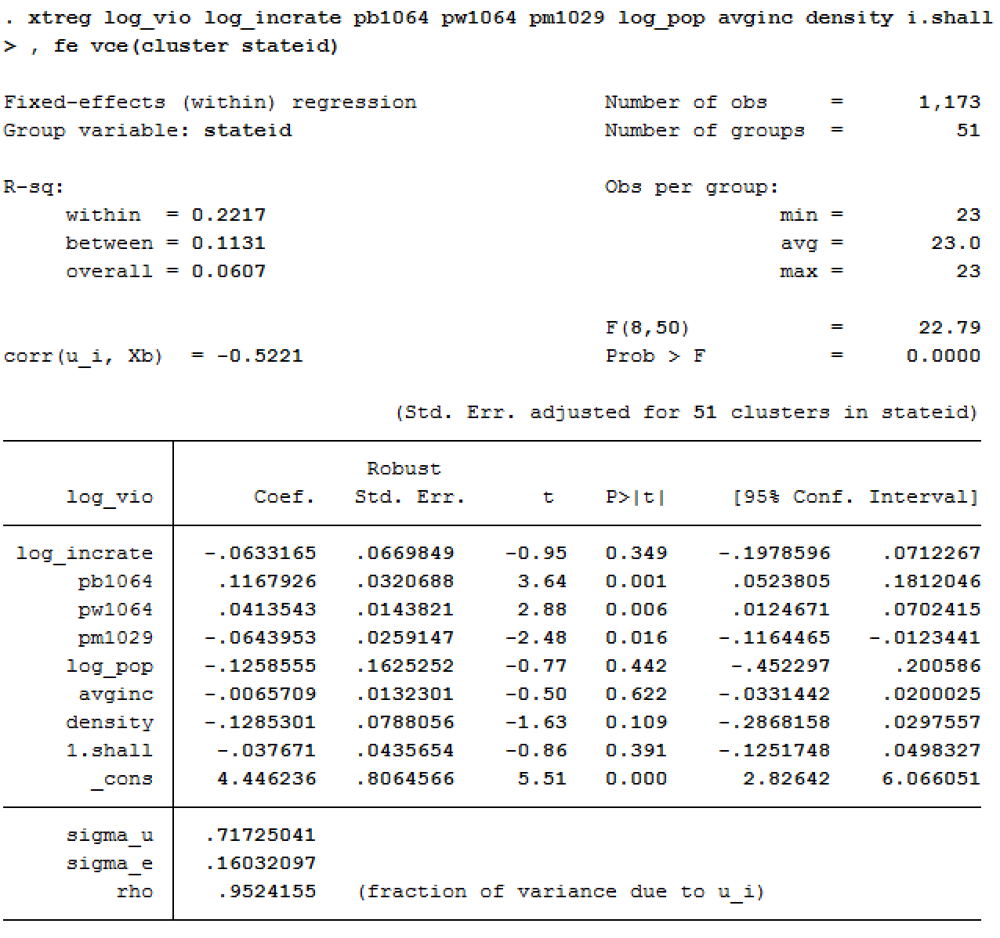 . xtreg log_vio log_incrate pb1064 pw1064 pm1029 log_pop avginc density i.shall
> , fe vce(cluster stateid)
Fixed-effects (within) regression Number of obs = 1,173
Group variable: stateid Number of groups = 51
R-sq: Obs per group:
within = 0.2217 min = 23
between = 0.1131 avg = 23.0
overall = 0.0607 max = 23
F(8,50) = 22.79
corr(u_i, Xb) = -0.5221 Prob > F = 0.0000
(Std. Err. adjusted for 51 clusters in stateid)
Robust
log_vio Coef. Std. Err. t P>|t| [95% Conf. Interval]
log_incrate -.0633165 .0669849 -0.95 0.349 -.1978596 .0712267
pb1064 .1167926 .0320688 3.64 0.001 .0523805 .1812046
pw1064 .0413543 .0143821 2.88 0.006 .0124671 .0702415
pm1029 -.0643953 .0259147 -2.48 0.016 -.1164465 -.0123441
log_pop -.1258555 .1625252 -0.77 0.442 -.452297 .200586
avginc -.0065709 .0132301 -0.50 0.622 -.0331442 .0200025
density -.1285301 .0788056 -1.63 0.109 -.2868158 .0297557
1.shall -.037671 .0435654 -0.86 0.391 -.1251748 .0498327
_cons 4.446236 .8064566 5.51 0.000 2.82642 6.066051
sigma_u .71725041
sigma_e .16032097
rho .9524155 (fraction of variance due to u_i)